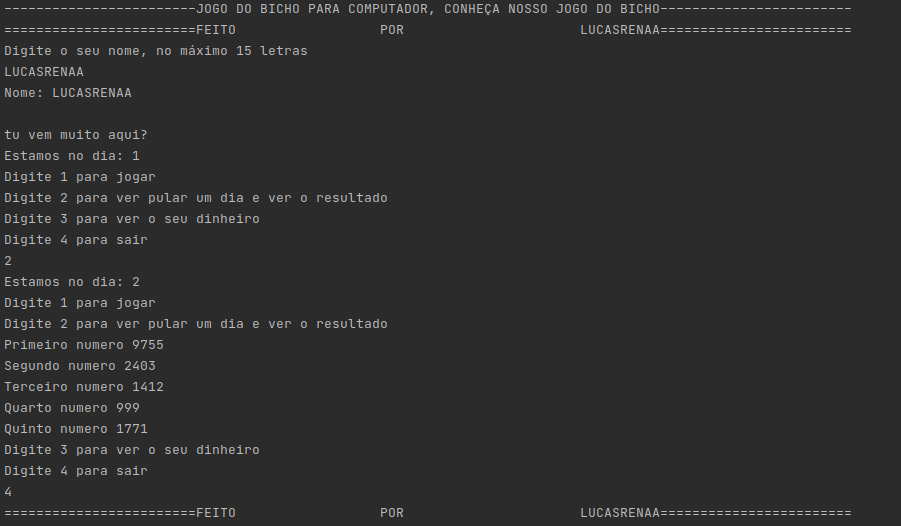 ------------------------JOGO DO BICHO PARA COMPUTADOR, CONHEÇA NOSSO JOGO DO BICHO------------------------
========================FEITO                  POR                      LUCASRENAA========================
Digite o seu nome, no máximo 15 letras
LUCASRENAA
Nome: LUCASRENAA

tu vem muito aqui?
Estamos no dia: 1
Digite 1 para jogar
Digite 2 para ver pular um dia e ver o resultado
Digite 3 para ver o seu dinheiro
Digite 4 para sair
2
Estamos no dia: 2
Digite 1 para jogar
Digite 2 para ver pular um dia e ver o resultado
Primeiro numero 9755
Segundo numero 2403
Terceiro numero 1412
Quarto numero 999
Quinto numero 1771
Digite 3 para ver o seu dinheiro
Digite 4 para sair
4
========================FEITO                  POR                      LUCASRENAA========================